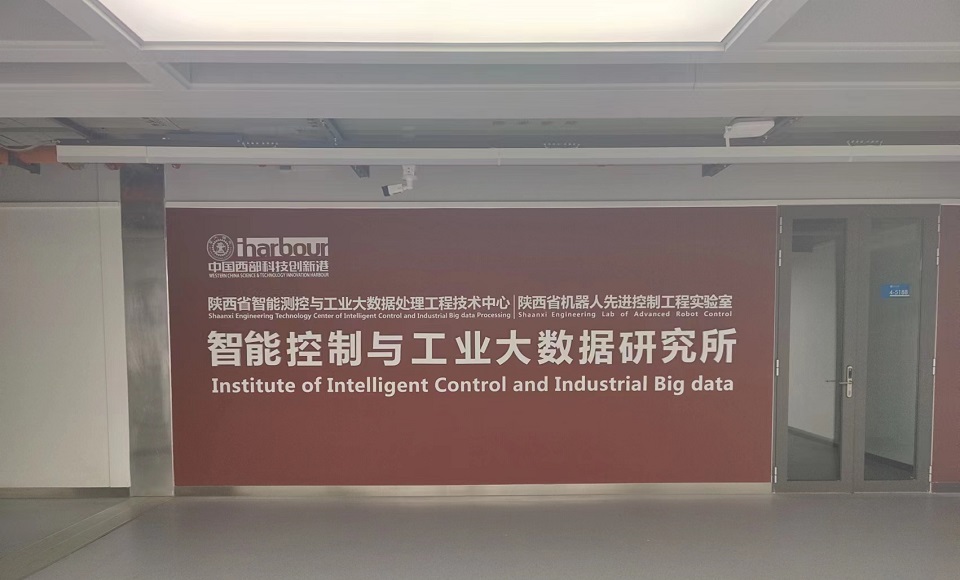 iharbour
中国西部科技创新港
WESTERN CHINA SCIENCE & TECHNOLOGY INNOVATION HARBOUR
陕西省智能测控与工业大数据处理工程技术中心|陕西省机器人先进控制工程实验室
Shaanxi Engineering Technology Center of Intelligent Control and Industrial Big data Processing | Shaanxi Engineering Lab of Advanced Robot Control
智能控制与工业大数据研究所
Institute of Intelligent Control and Industrial Big data